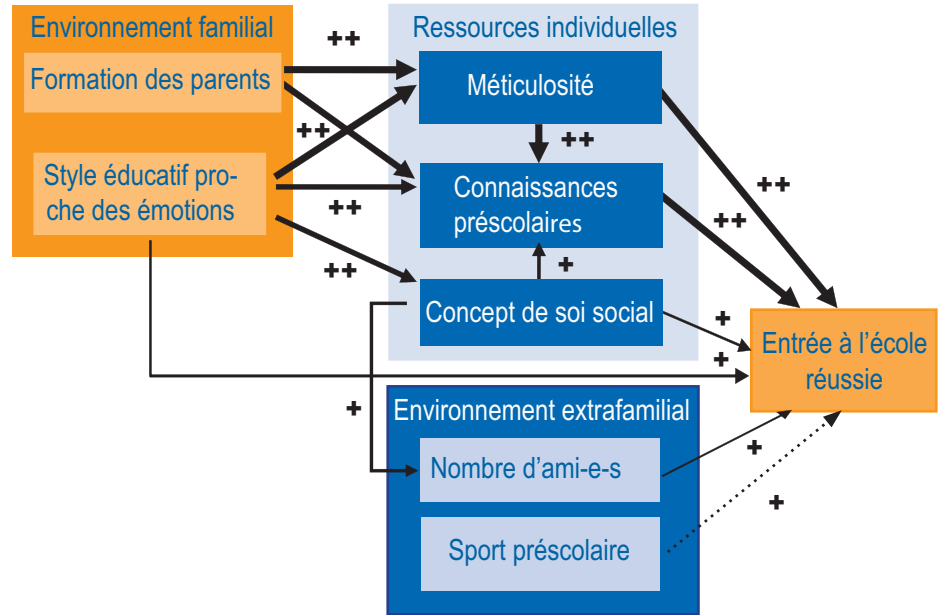 Environnement familial
Formation des parents
Style éducatif pro-
che des émotions
++
++
++
++
Ressources individuelles
Méticulosité
++
Connaissances
préscolaires
+
Concept de soi social
++
++
+
+
Entrée à l’école
réussie
+
Environnement extrafamilial
Nombre d’ami-e-s
Sport préscolaire
+
+